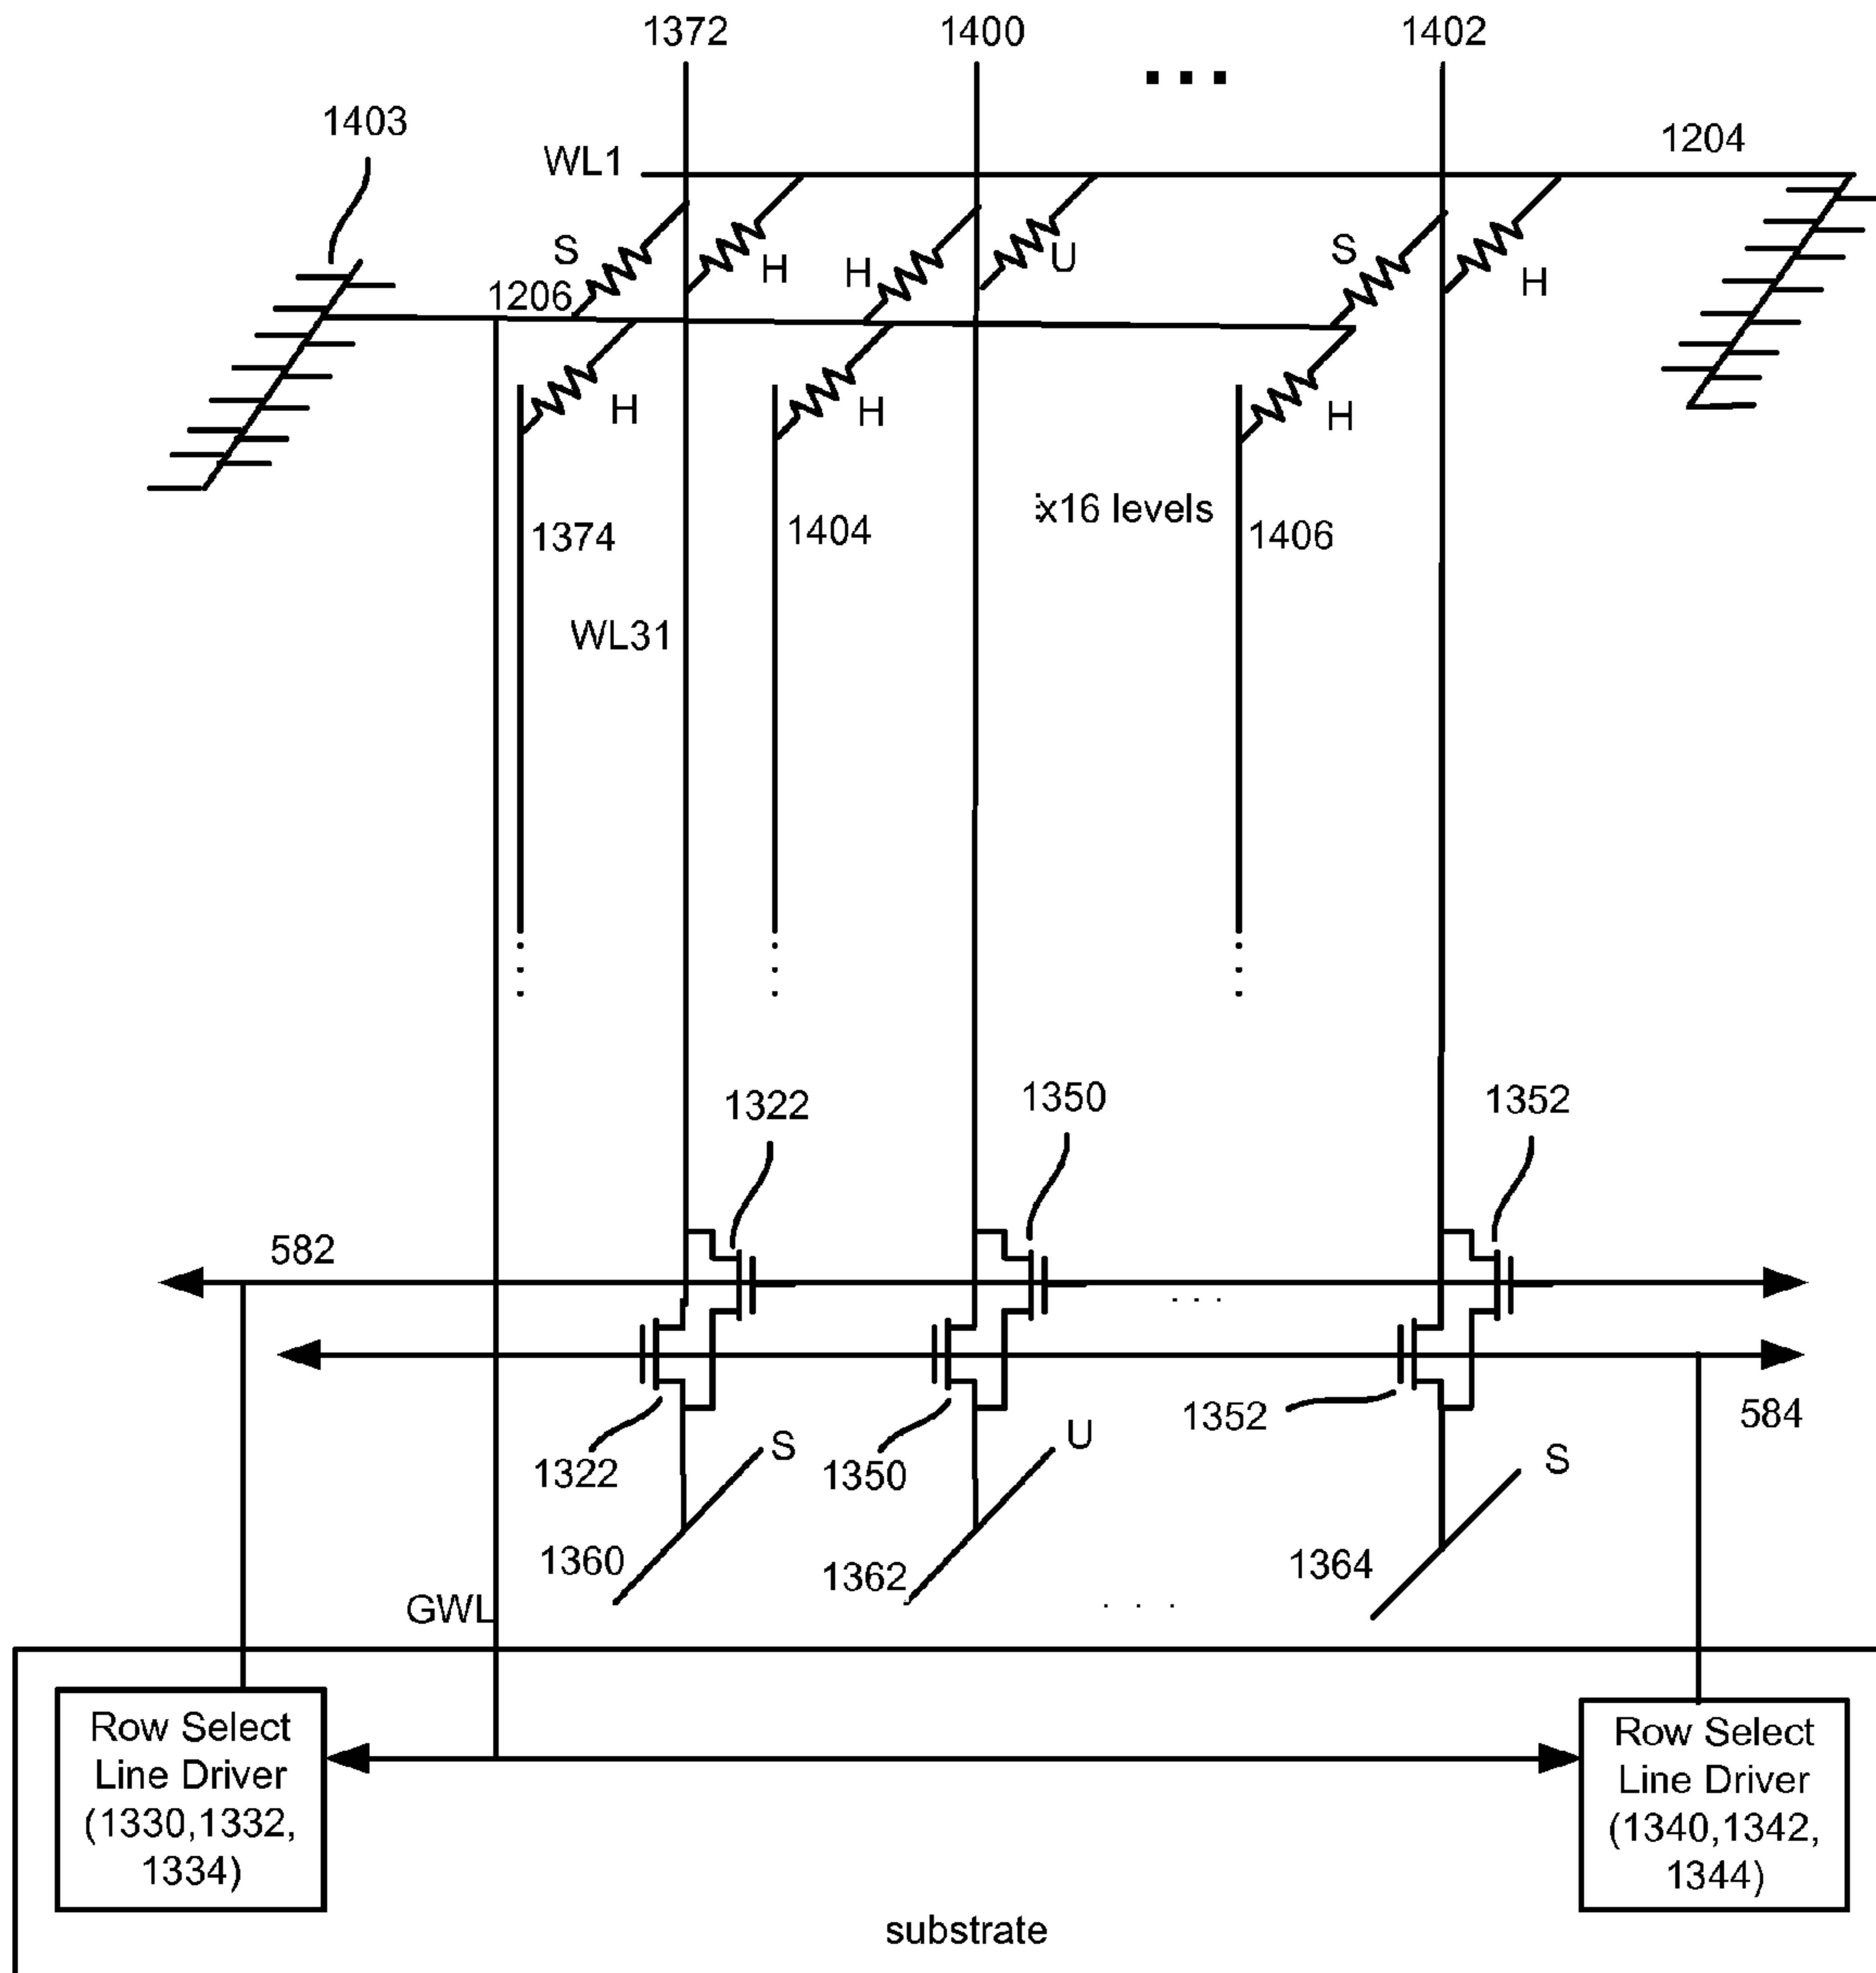 1372
1400
1402
. . .
1403
WL1
1204
S
H
H
U
S
H
1206
H
H
H
x16 levels
1374
1404
1406
WL31
1322
1350
1352
582
. . .
1352
584
1322
S
1350
U
S
1360
1362
1364
. . .
GWL
Row Select
Line Driver
(1330,1332,
1334)
Row Select
Line Driver
(1340,1342,
1344)
substrate